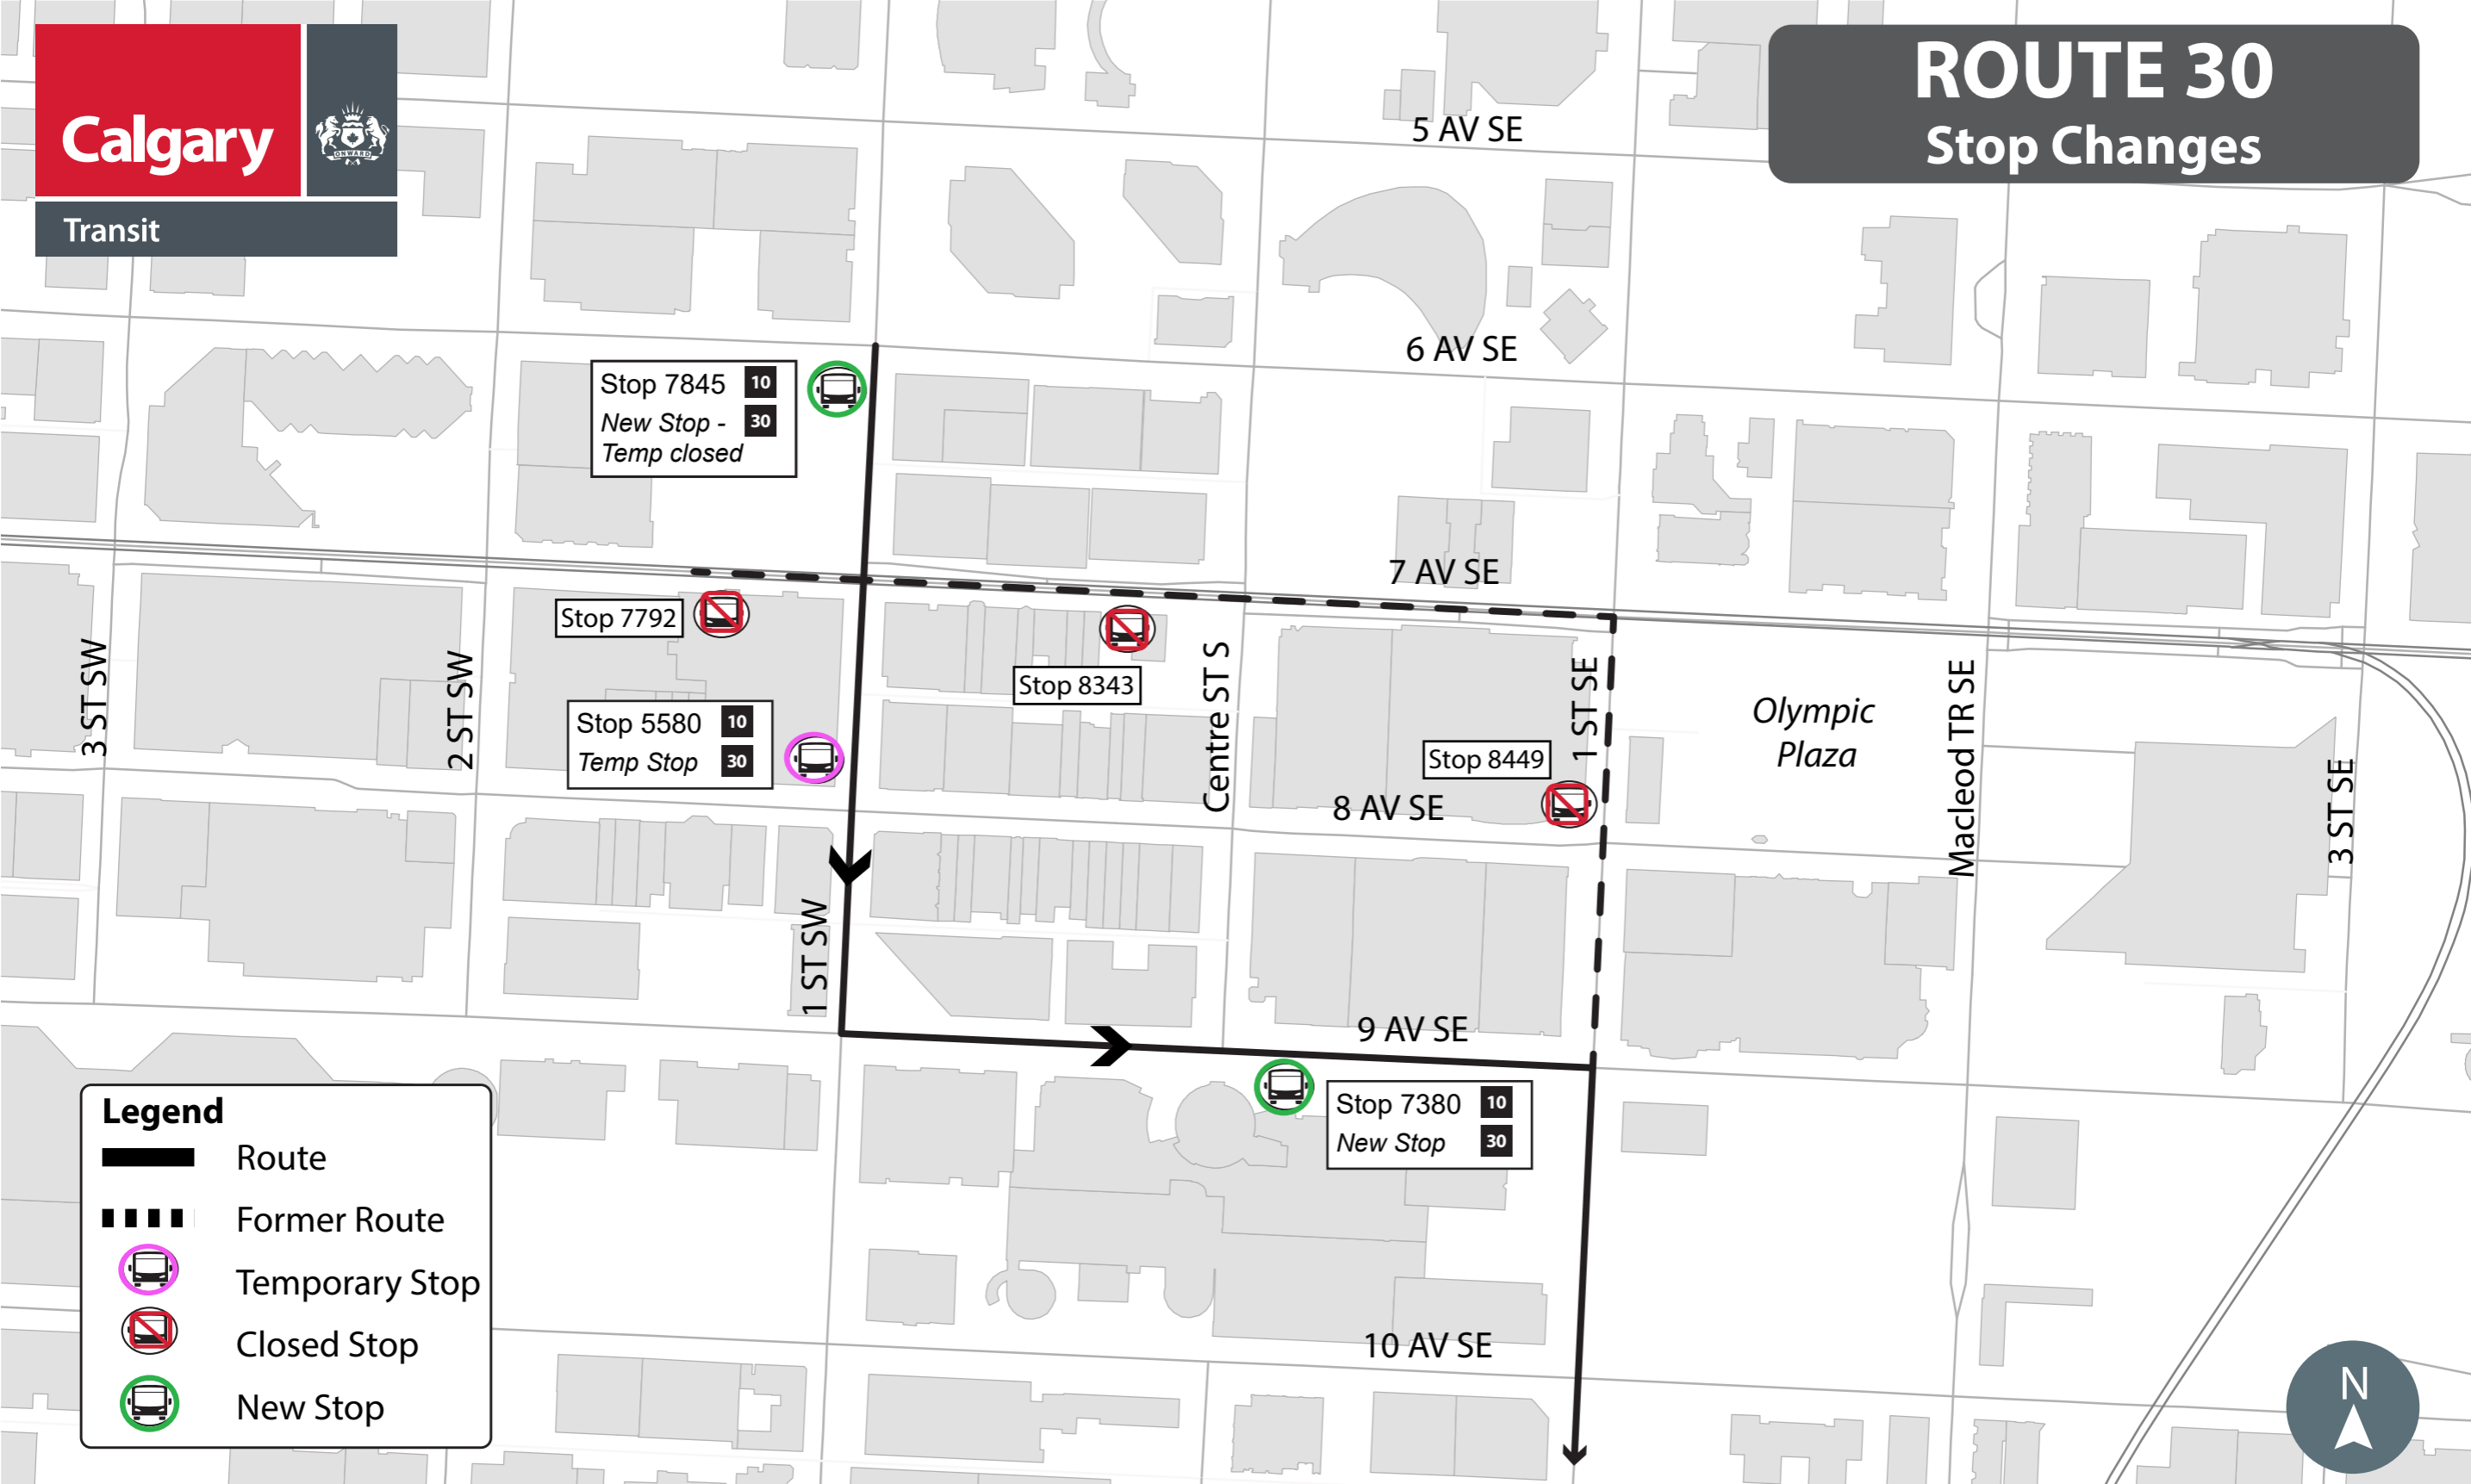 Calgary
ONWARD
Transit
ROUTE 30
Stop Changes
5 AV SE
6 AV SE
Stop 7845 10
New Stop - 30
Temp closed
7 AV SE
Stop 7792
Stop 8343
3 ST SW
2 ST SW
Centre ST S
1 ST SE
Olympic
Plaza
Macleod TR SE
3 ST SE
Stop 5580 10
Temp Stop 30
Stop 8449
8 AV SE
1 ST SW
9 AV SE
Stop 7380 10
New Stop 30
10 AV SE
Legend
Route
Former Route
Temporary Stop
Closed Stop
New Stop
N